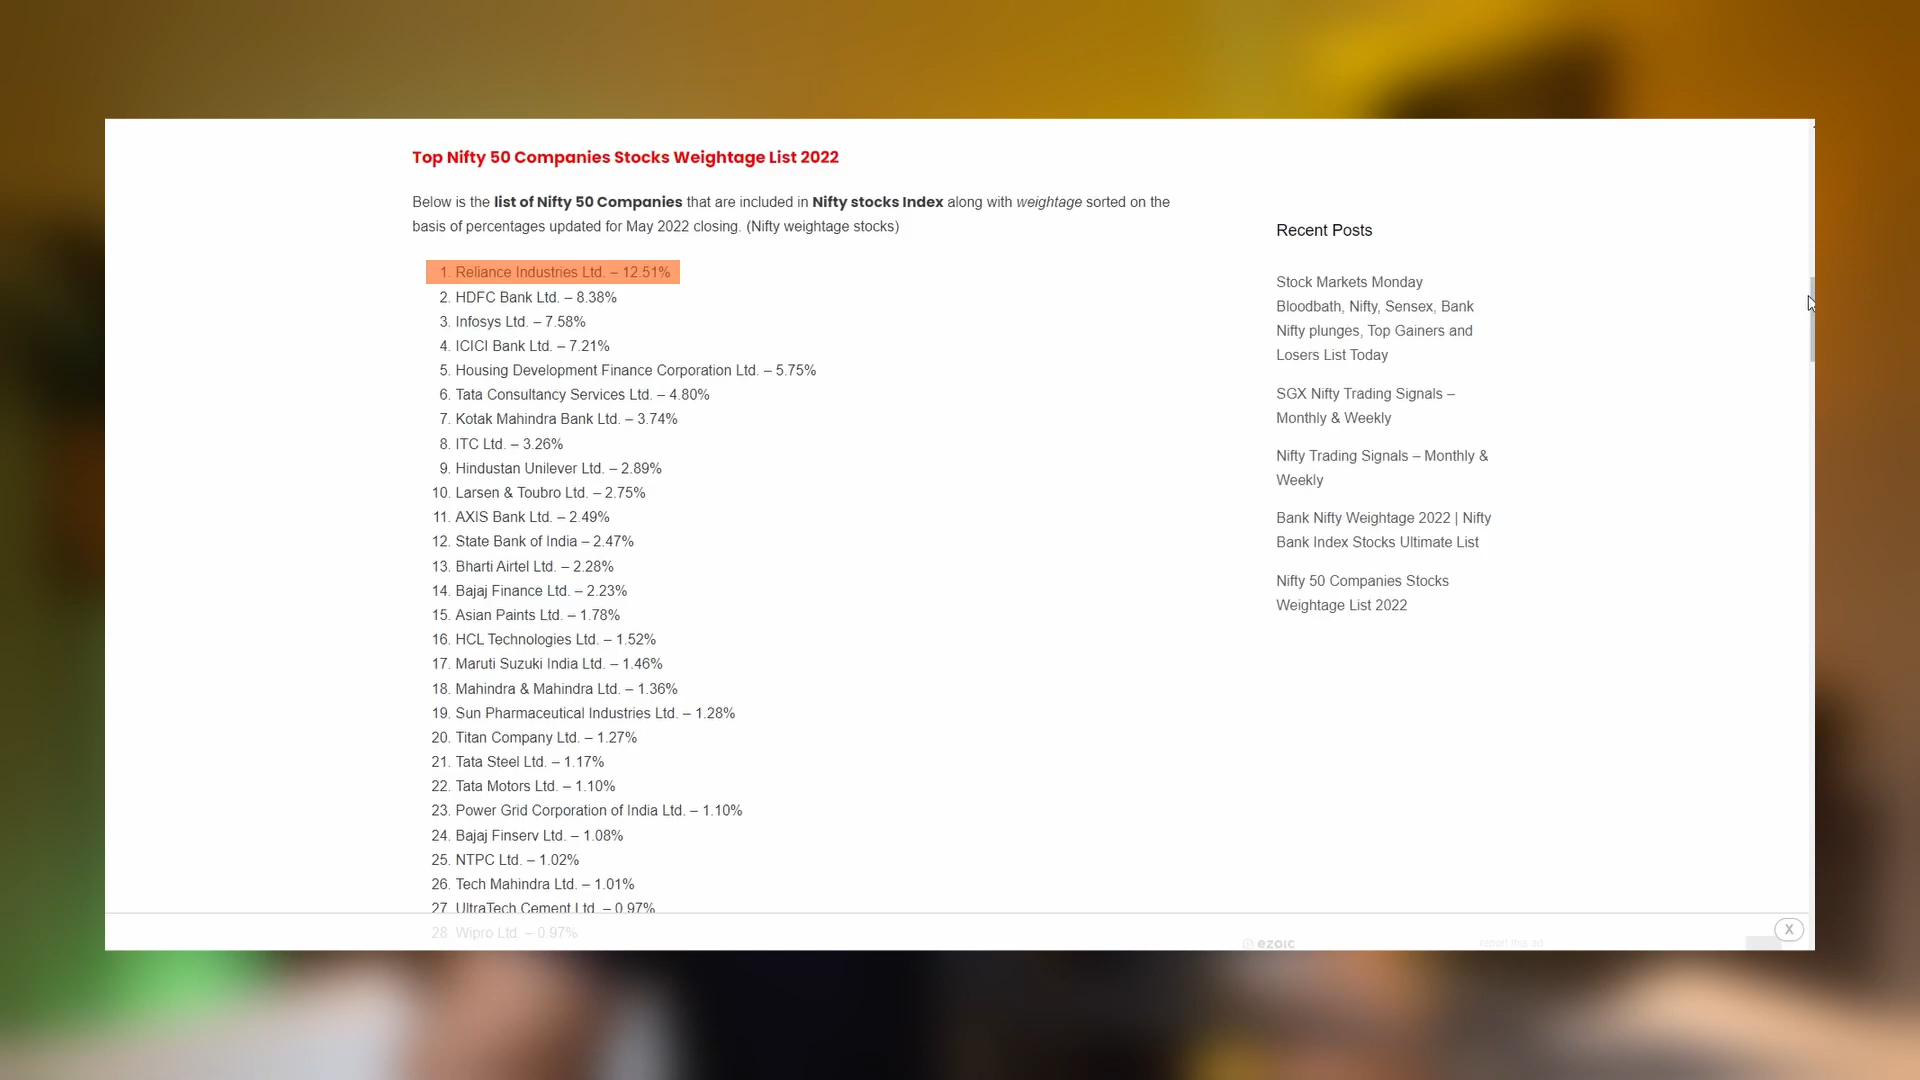 Top Nifty 50 Companies Stocks Weightage List 2022
Below is the list of Nifty 50 Companies that are included in Nifty stocks Index along with weightage sorted on the
basis of percentages updated for May 2022 closing. (Nifty weightage stocks)
1. Reliance Industries Ltd. – 12.51%
2. HDFC Bank Ltd. – 8.38%
3. Infosys Ltd. – 7.58%
4. ICICI Bank Ltd. – 7.21%
5. Housing Development Finance Corporation Ltd. – 5.75%
6. Tata Consultancy Services Ltd. – 4.80%
7. Kotak Mahindra Bank Ltd. – 3.74%
8. ITC Ltd. – 3.26%
9. Hindustan Unilever Ltd. – 2.89%
10. Larsen & Toubro Ltd. – 2.75%
11. AXIS Bank Ltd. – 2.49%
12. State Bank of India – 2.47%
13. Bharti Airtel Ltd. – 2.28%
14. Bajaj Finance Ltd. – 2.23%
15. Asian Paints Ltd. – 1.78%
16. HCL Technologies Ltd. – 1.52%
17. Maruti Suzuki India Ltd. – 1.46%
18. Mahindra & Mahindra Ltd. – 1.36%
19. Sun Pharmaceutical Industries Ltd. – 1.28%
20. Titan Company Ltd. – 1.27%
21. Tata Steel Ltd. – 1.17%
22. Tata Motors Ltd. – 1.10%
23. Power Grid Corporation of India Ltd. – 1.10%
24. Bajaj Finserv Ltd. – 1.08%
25. NTPC Ltd. – 1.02%
26. Tech Mahindra Ltd. – 1.01%
27. UltraTech Cement Ltd. – 0.97%
28. Wipro Ltd. – 0.97%
Recent Posts
Stock Markets Monday
Bloodbath, Nifty, Sensex, Bank
Nifty plunges, Top Gainers and
Losers List Today
SGX Nifty Trading Signals –
Monthly & Weekly
Nifty Trading Signals – Monthly &
Weekly
Bank Nifty Weightage 2022 | Nifty
Bank Index Stocks Ultimate List
Nifty 50 Companies Stocks
Weightage List 2022
ezoic
report this ad
X